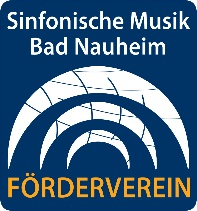 Sinfonische Musik
Bad Nauheim
FÖRDERVEREIN